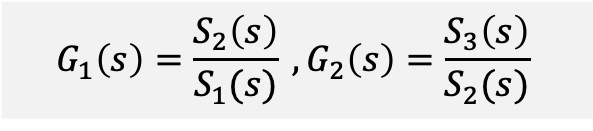 G₁(s) = S₂(s)/S₁(s) , G₂(s) = S₃(s)/S₂(s)